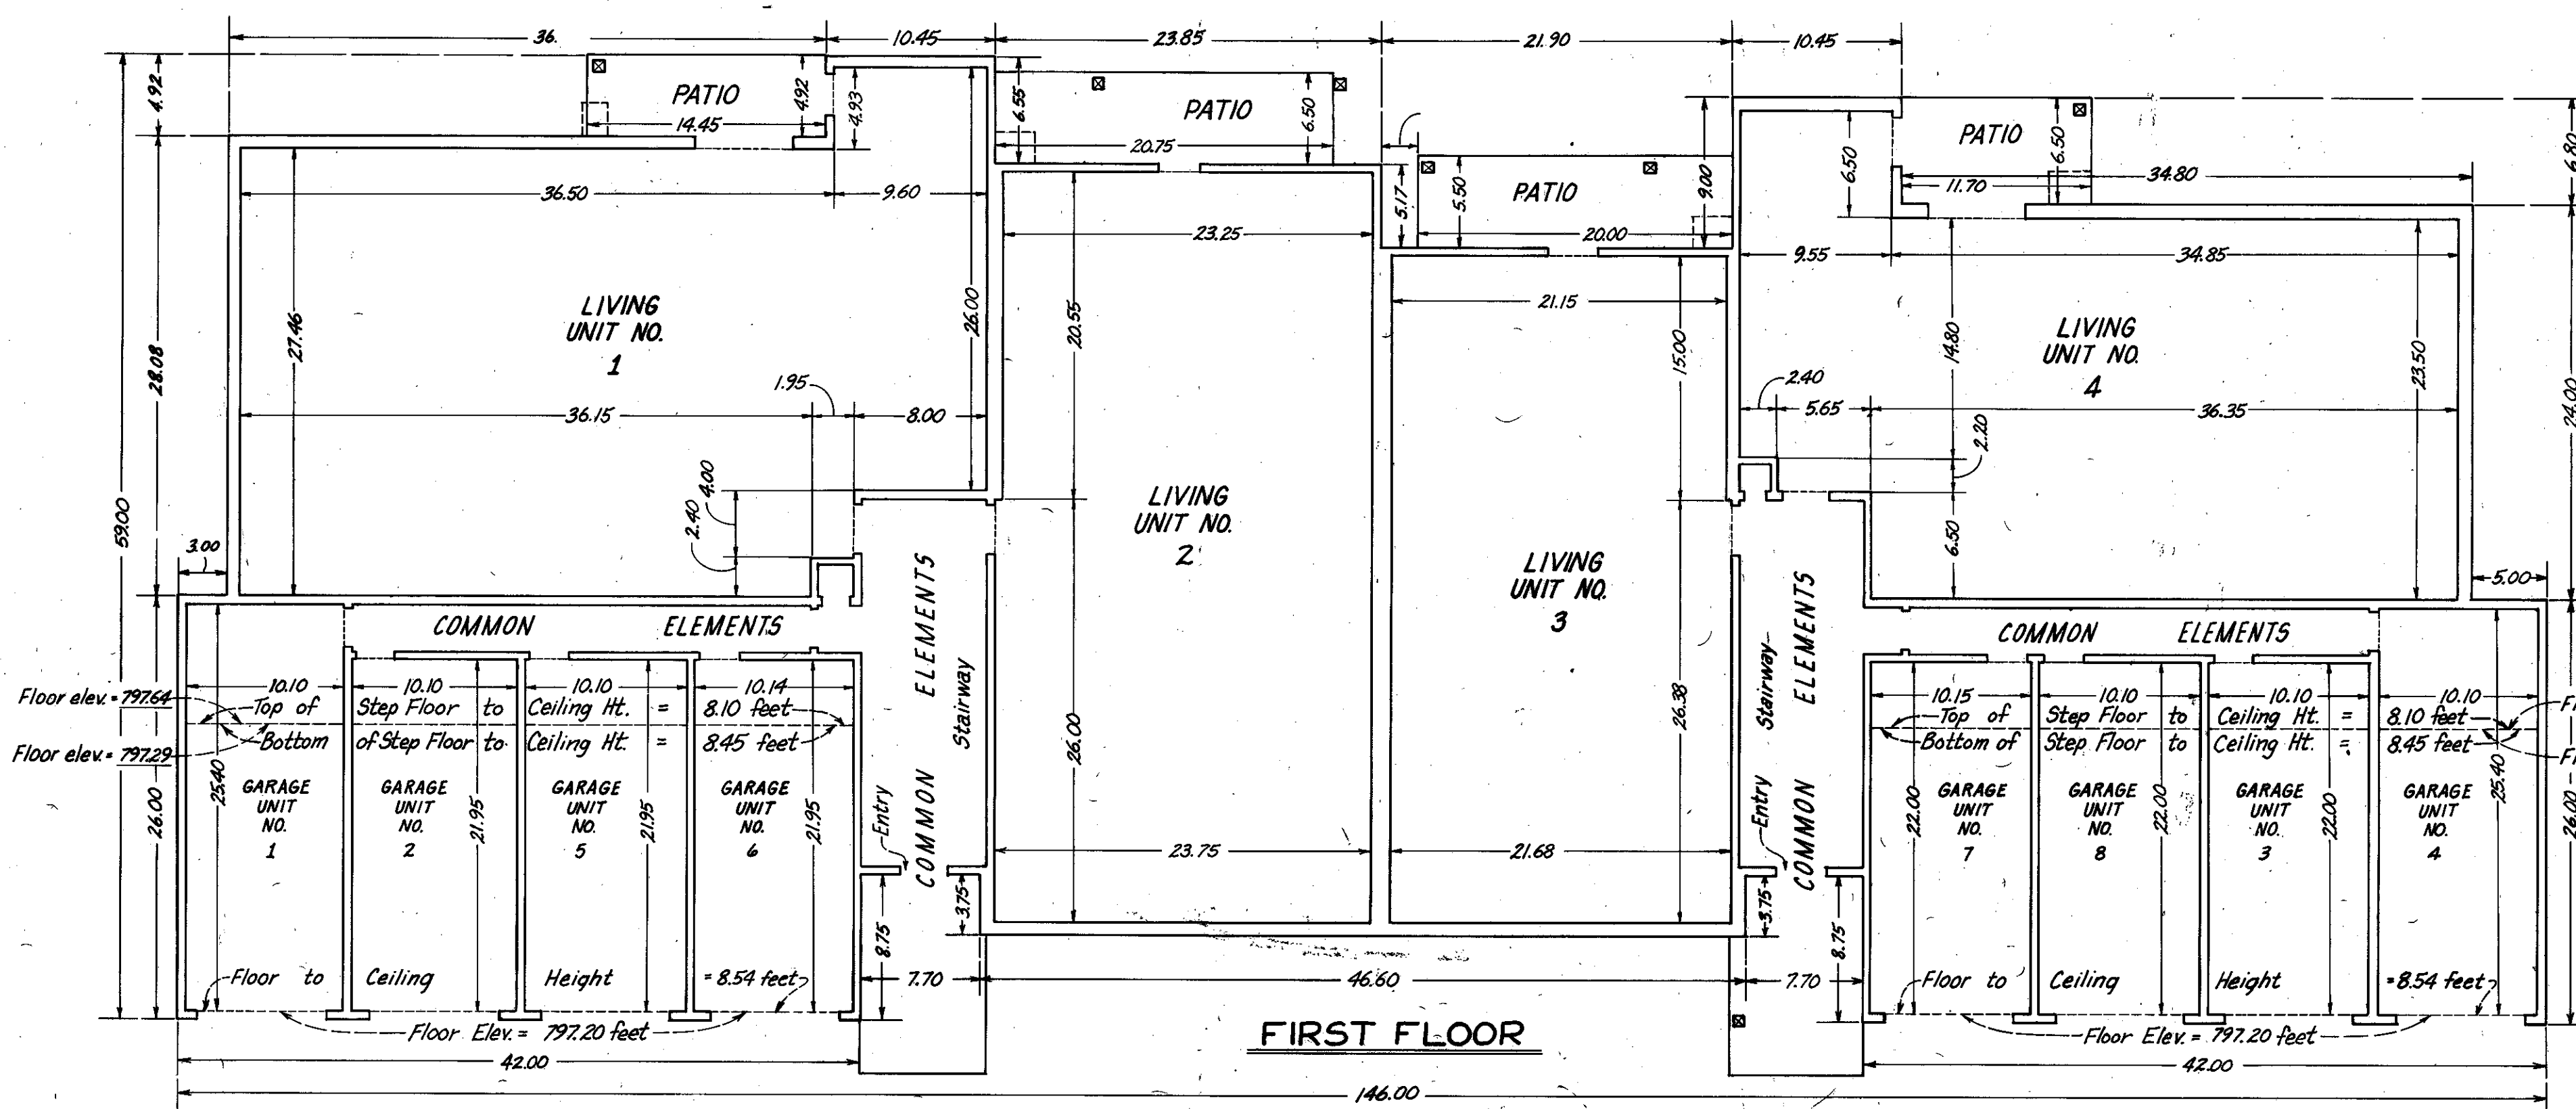 36.
10.45
23.85
21.90
10.45
4.92
PATIO
14.45
4.92
4.93
6.55
PATIO
20.75
6.50
5.17
5.50
PATIO
20.00
9.00
6.50
PATIO
6.50
11.70
34.80
6.80
36.50
9.60
23.25
9.55
34.85
21.15
59.00
28.08
27.46
LIVING
UNIT NO.
1
26.00
20.55
15.00
14.80
LIVING
UNIT NO.
4
23.50
24.00
36.15
1.95
8.00
2.40
5.65
36.35
2.20
2.40
4.00
6.50
LIVING
UNIT NO.
2
LIVING
UNIT NO.
3
3.00
5.00
COMMON ELEMENTS
COMMON ELEMENTS
COMMON ELEMENTS
Stairway
Entry
COMMON ELEMENTS
Stairway
Entry
10.10
10.10
10.10
10.14
Floor elev. = 797.64
Top of Step Floor to Ceiling Ht. = 8.10 feet
Bottom of Step Floor to Ceiling Ht. = 8.45 feet
Floor elev. = 797.29
26.00
25.40
21.95
21.95
21.95
GARAGE
UNIT
NO.
1
GARAGE
UNIT
NO.
2
GARAGE
UNIT
NO.
5
GARAGE
UNIT
NO.
6
26.00
23.75
26.38
21.68
10.15
10.10
10.10
10.10
Top of Step Floor to Ceiling Ht. = 8.10 feet
Bottom of Step Floor to Ceiling Ht. = 8.45 feet
22.00
22.00
22.00
25.40
26.00
GARAGE
UNIT
NO.
7
GARAGE
UNIT
NO.
8
GARAGE
UNIT
NO.
3
GARAGE
UNIT
NO.
4
8.75
3.75
3.75
8.75
Floor to Ceiling Height = 8.54 feet
7.70
46.60
7.70
Floor to Ceiling Height = 8.54 feet
Floor Elev. = 797.20 feet
FIRST FLOOR
Floor Elev. = 797.20 feet
42.00
42.00
146.00